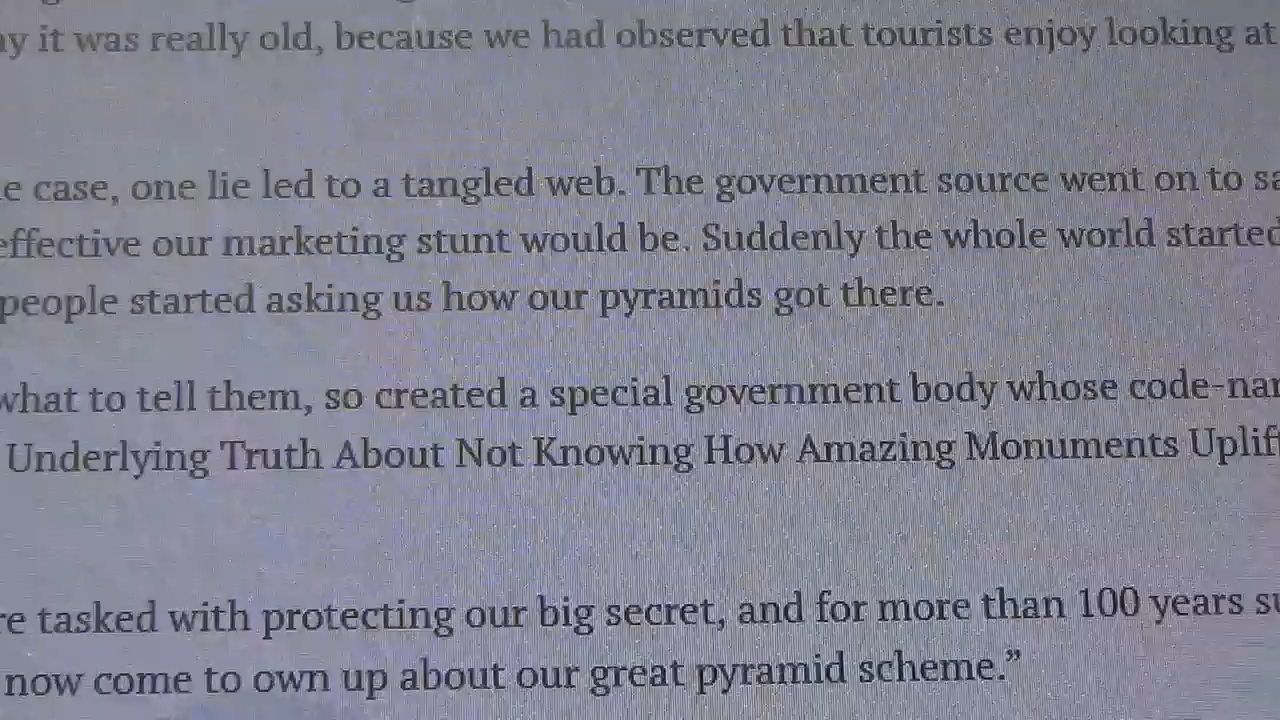 it was really old, because we had observed that tourists enjoy looking at
case, one lie led to a tangled web. The government source went on to
effective our marketing stunt would be. Suddenly the whole world started
people started asking us how our pyramids got there.
what to tell them, so created a special government body whose
Underlying Truth About Not Knowing How Amazing Monuments
tasked with protecting our big secret, and for more than 100 years
now come to own up about our great pyramid scheme.”